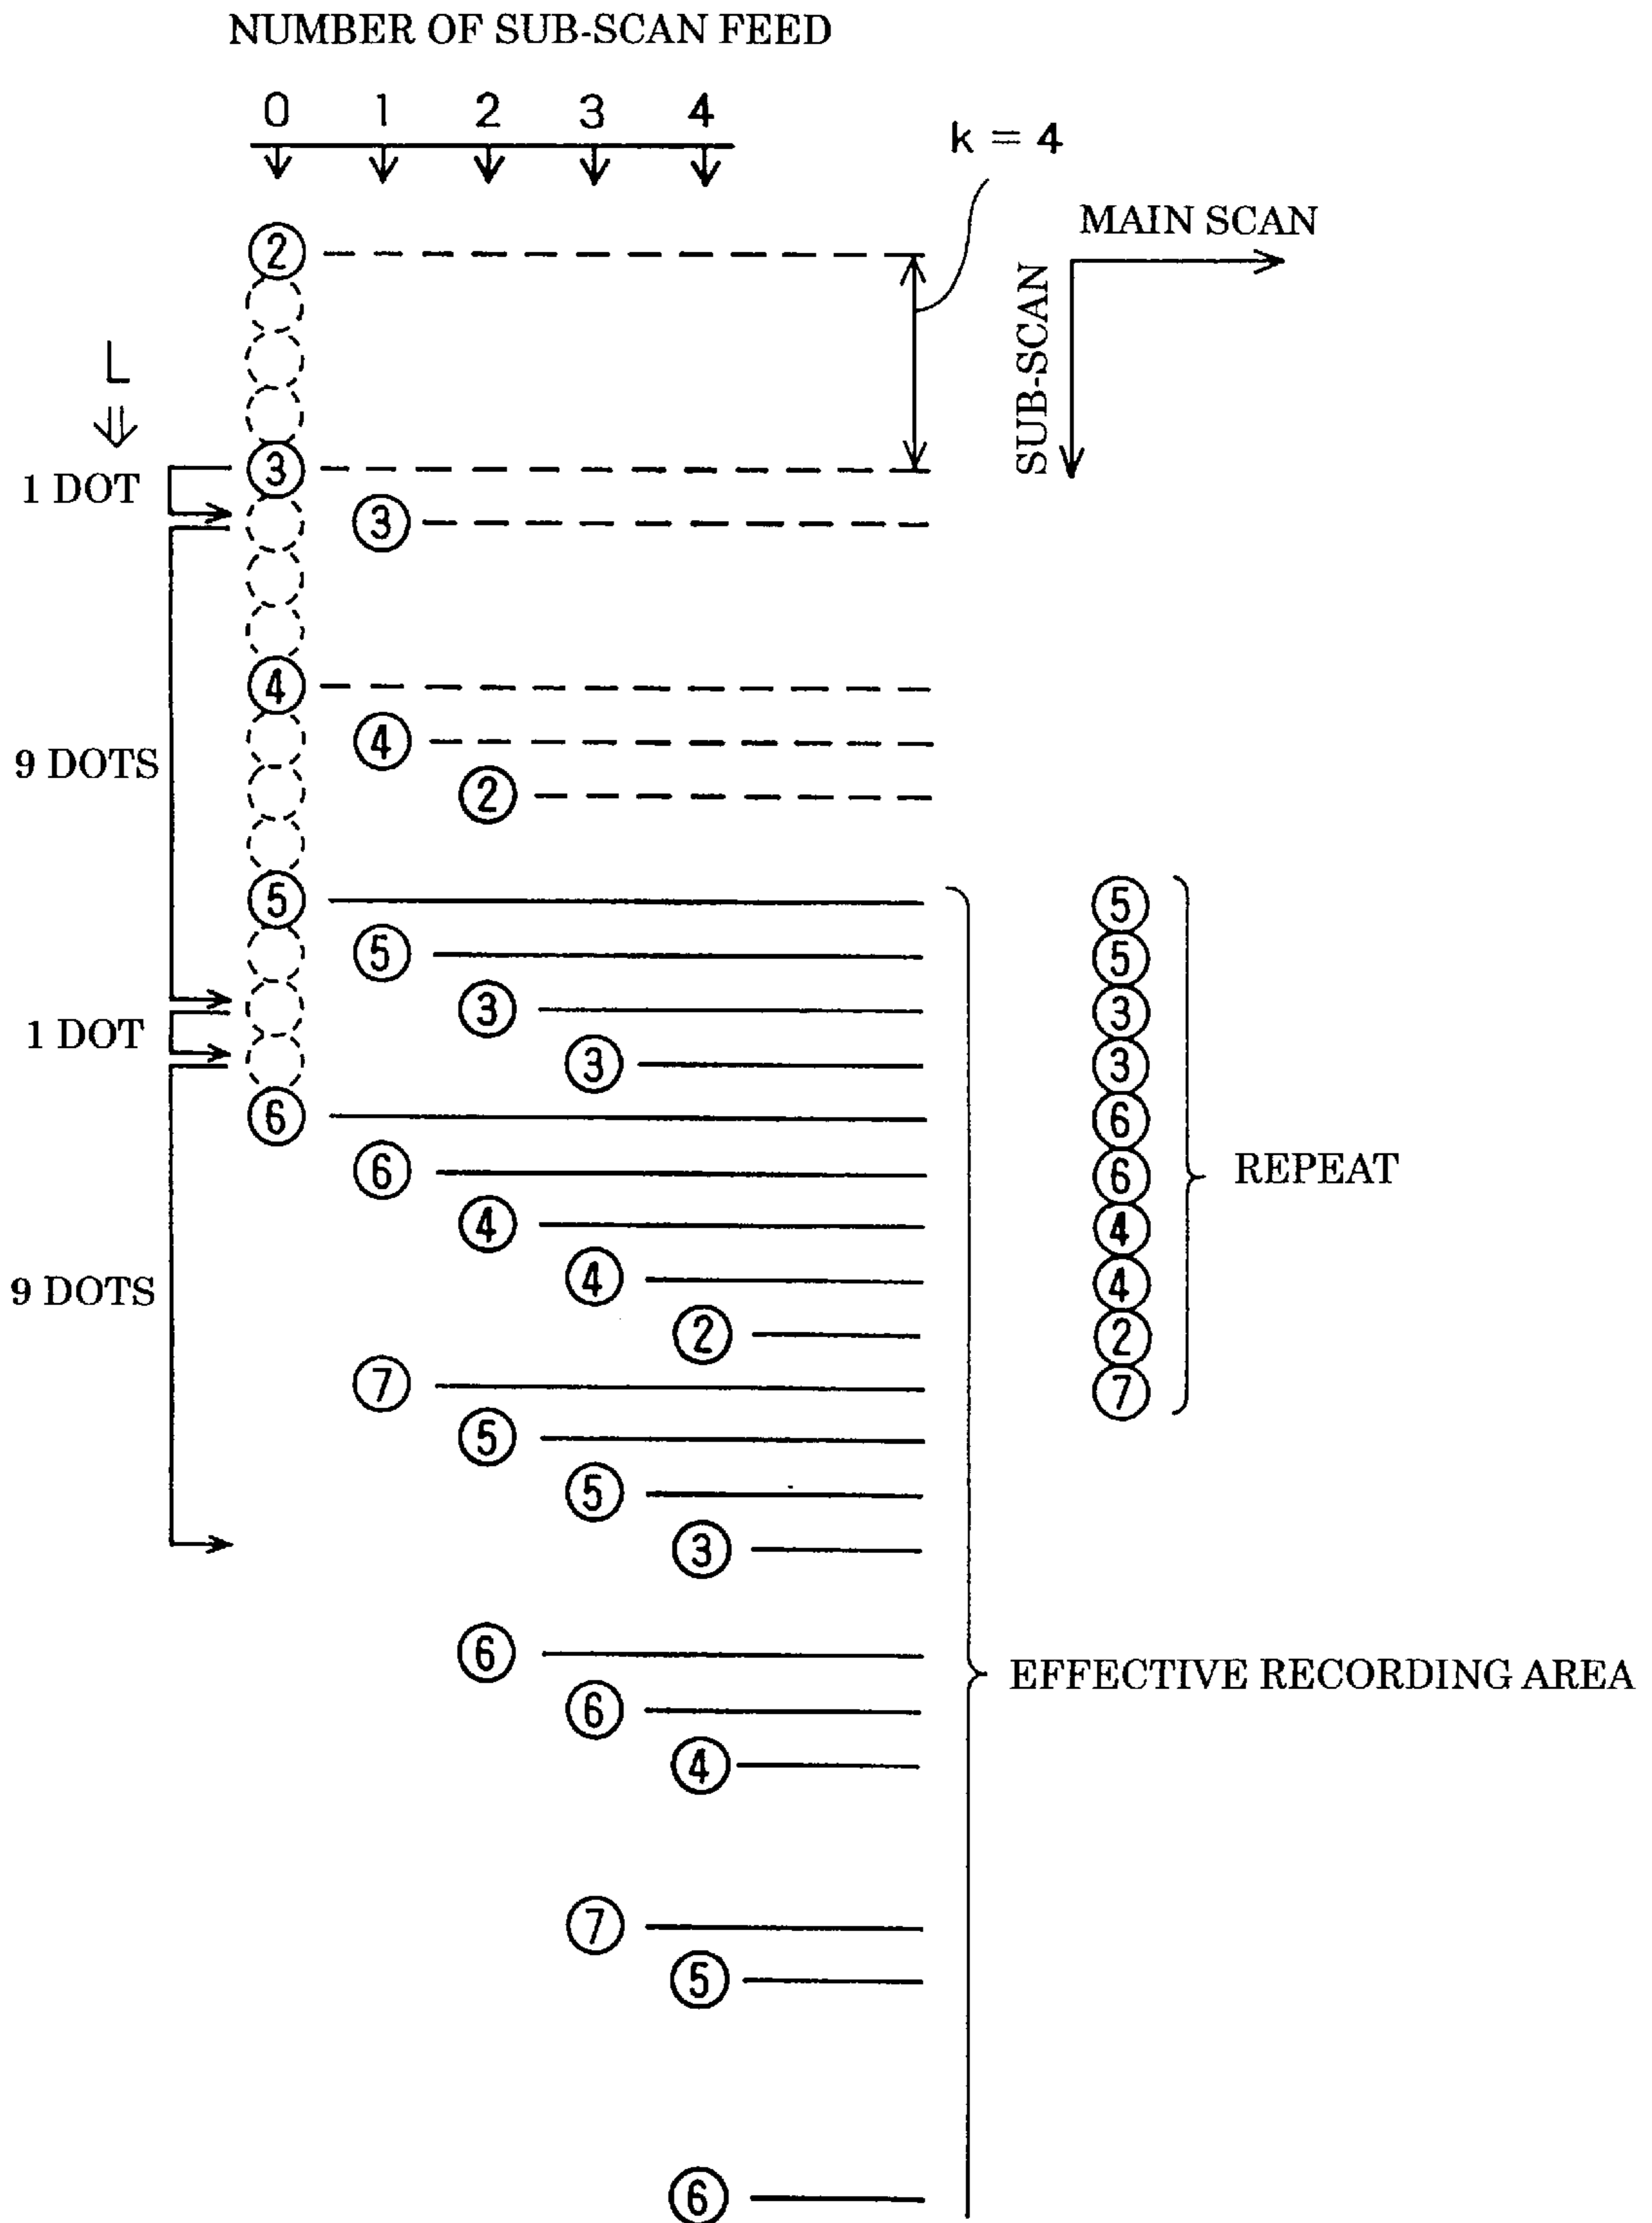 NUMBER OF SUB-SCAN FEED
0 1 2 3 4
k = 4
MAIN SCAN
SUB-SCAN
②
L
1 DOT
③
③
④
9 DOTS
④
②
⑤ ⑤
⑤ ⑤
③ ③
1 DOT
③ ③
⑥ ⑥
⑥ ⑥
REPEAT
④ ④
9 DOTS
④ ④
② ②
⑦ ⑦
⑤
⑤
③
⑥
EFFECTIVE RECORDING AREA
⑥
④
⑦
⑤
⑥